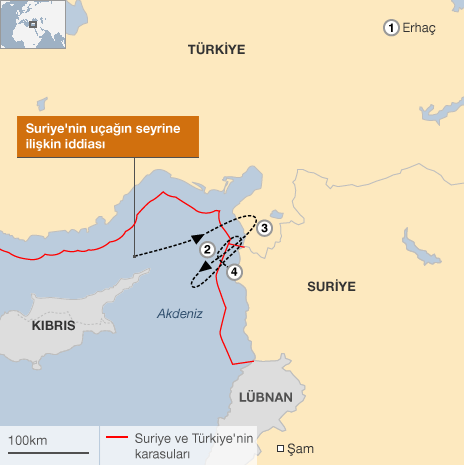 1 Erhaç
TÜRKİYE
Suriye'nin uçağın seyrine
ilişkin iddiası
3
2
4
SURİYE
Akdeniz
KIBRIS
LÜBNAN
100km
Suriye ve Türkiye'nin
karasuları
Şam